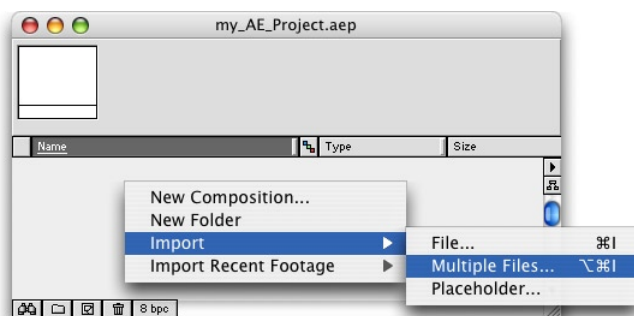 my_AE_Project.aep
Name Type Size
New Composition...
New Folder
Import
Import Recent Footage
File... ⌘I
Multiple Files... ⌥⌘I
Placeholder...
8 bpc